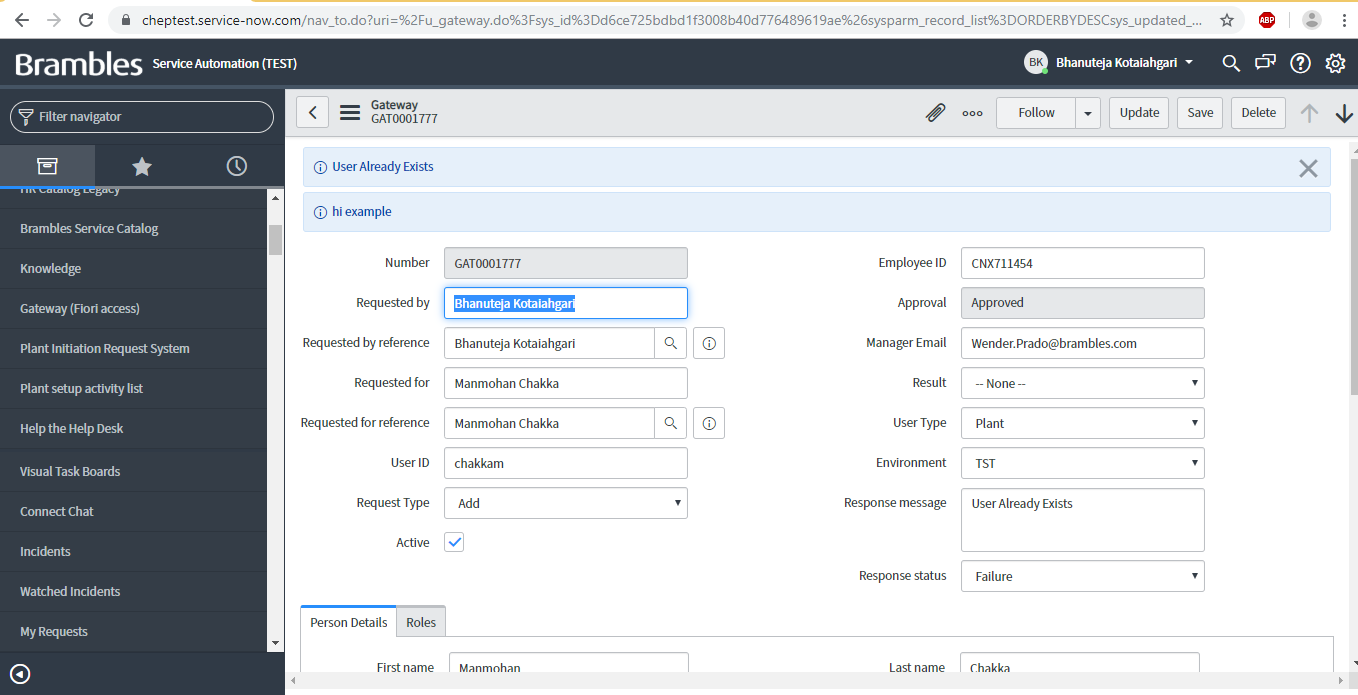 cheptest.service-now.com/nav_to.do?uri=%2Fu_gateway.do%3Fsys_id%3Dd6ce725bdbd1f3008b40d776489619ae%26sysparm_record_list%3DORDERBYDESCsys_updated_...
ABP
Brambles Service Automation (TEST)
BK Bhanuteja Kotaiahgari
Filter navigator
HR Catalog Legacy
Brambles Service Catalog
Knowledge
Gateway (Fiori access)
Plant Initiation Request System
Plant setup activity list
Help the Help Desk
Visual Task Boards
Connect Chat
Incidents
Watched Incidents
My Requests
Gateway
GAT0001777
Follow Update Save Delete
User Already Exists
hi example
Number GAT0001777
Requested by Bhanuteja Kotaiahgari
Requested by reference Bhanuteja Kotaiahgari
Requested for Manmohan Chakka
Requested for reference Manmohan Chakka
User ID chakkam
Request Type Add
Active
Employee ID CNX711454
Approval Approved
Manager Email Wender.Prado@brambles.com
Result -- None --
User Type Plant
Environment TST
Response message User Already Exists
Response status Failure
Person Details Roles
First name Manmohan Last name Chakka